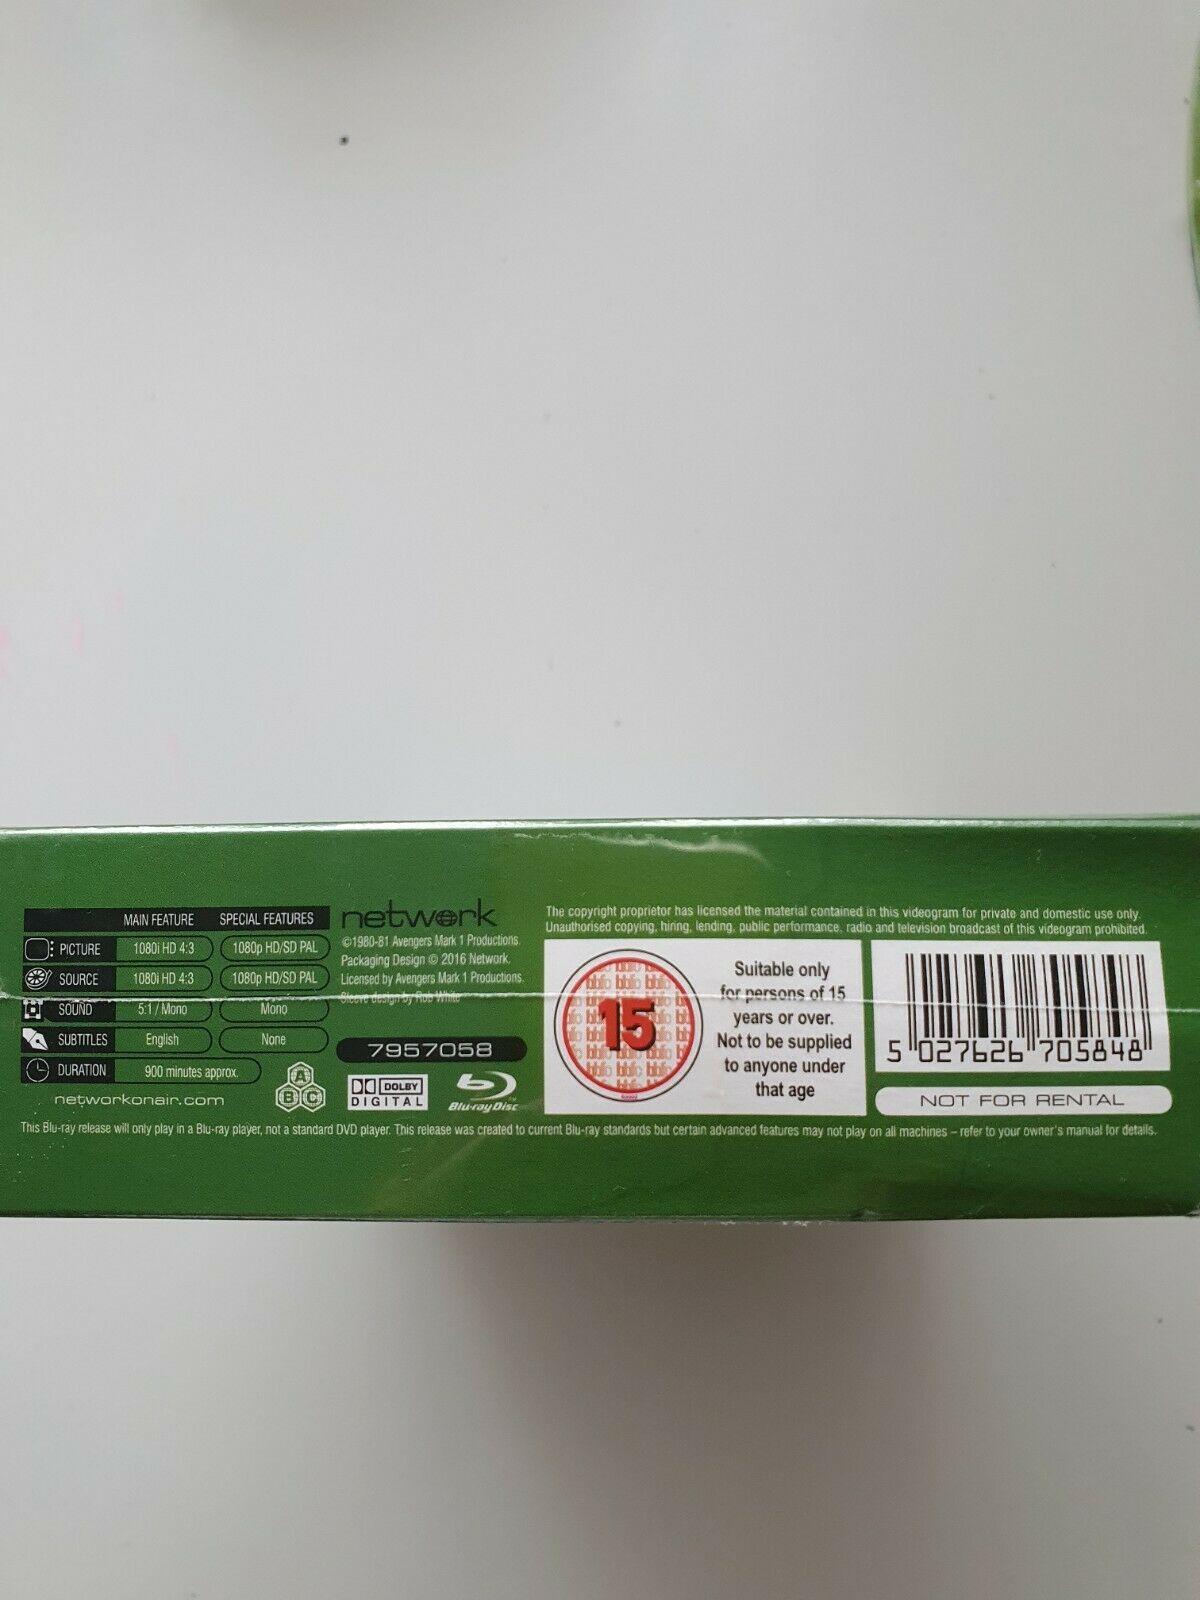 MAIN FEATURE SPECIAL FEATURES
PICTURE 1080i HD 4:3 1080p HD/SD PAL
SOURCE 1080i HD 4:3 1080p HD/SD PAL
SOUND 5:1 / Mono Mono
SUBTITLES English None
DURATION 900 minutes approx.
networkonair.com
A
B C
network
©1980-81 Avengers Mark 1 Productions.
Packaging Design © 2016 Network.
Licensed by Avengers Mark 1 Productions.
Sleeve design by Rob White
7957058
DOLBY
DIGITAL
Blu-ray Disc™
The copyright proprietor has licensed the material contained in this videogram for private and domestic use only.
Unauthorised copying, hiring, lending, public performance, radio and television broadcast of this videogram prohibited.
15
Suitable only
for persons of 15
years or over.
Not to be supplied
to anyone under
that age
5 027626 705848
NOT FOR RENTAL
This Blu-ray release will only play in a Blu-ray player, not a standard DVD player. This release was created to current Blu-ray standards but certain advanced features may not play on all machines – refer to your owner's manual for details.